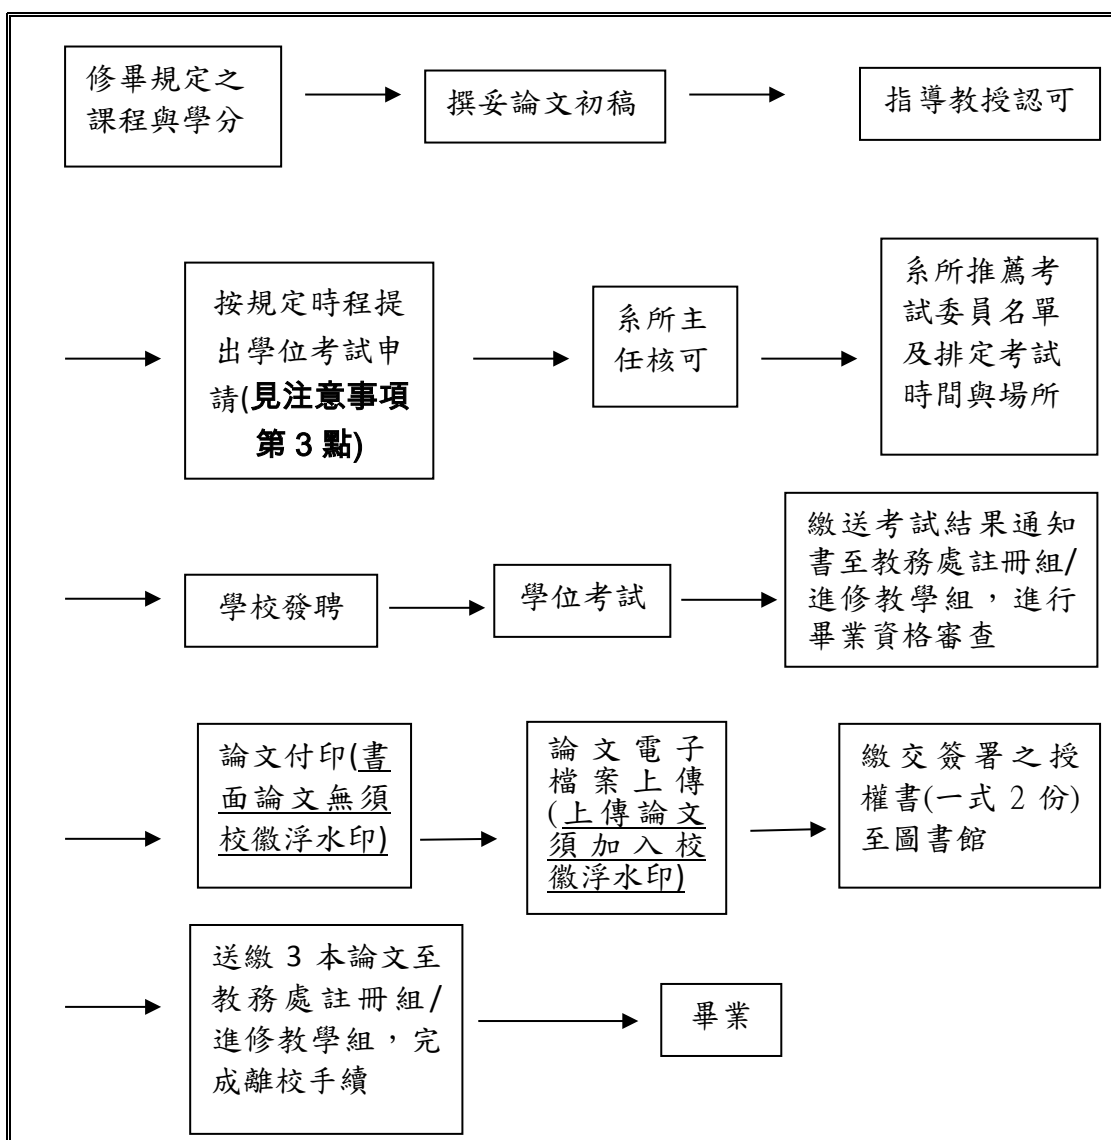 修畢規定之
課程與學分
撰妥論文初稿
指導教授認可
按規定時程提
出學位考試申
請(見注意事項
第 3 點)
系所主
任核可
系所推薦考
試委員名單
及排定考試
時間與場所
學校發聘
學位考試
繳送考試結果通知
書至教務處註冊組/
進修教學組，進行
畢業資格審查
論文付印(書
面論文無須
校徽浮水印)
論文電子
檔案上傳
(上傳論文
須加入校
徽浮水印)
繳交簽署之授
權書(一式 2 份)
至圖書館
送繳 3 本論文至
教務處註冊組/
進修教學組，完
成離校手續
畢業